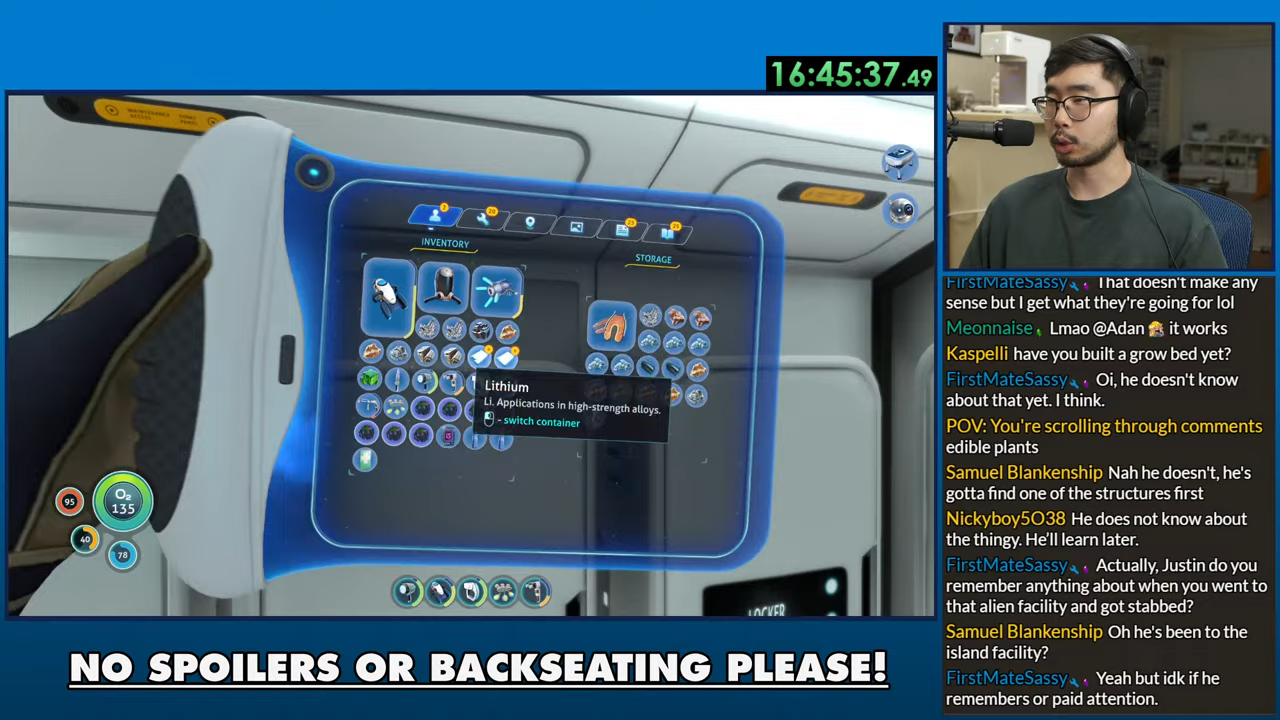 16:45:37.49
MAINTENANCE
ACCESS
INVENTORY
STORAGE
Lithium
Li. Applications in high-strength alloys.
- switch container
O₂
135
95
40
78
LOCKER
NO SPOILERS OR BACKSEATING PLEASE!
FirstMateSassy That doesn't make any
sense but I get what they're going for lol
Meonnaise Lmao @Adan it works
Kaspelli have you built a grow bed yet?
FirstMateSassy Oi, he doesn't know
about that yet. I think.
POV: You're scrolling through comments
edible plants
Samuel Blankenship Nah he doesn't, he's
gotta find one of the structures first
Nickyboy5O38 He does not know about
the thingy. He'll learn later.
FirstMateSassy Actually, Justin do you
remember anything about when you went to
that alien facility and got stabbed?
Samuel Blankenship Oh he's been to the
island facility?
FirstMateSassy Yeah but idk if he
remembers or paid attention.